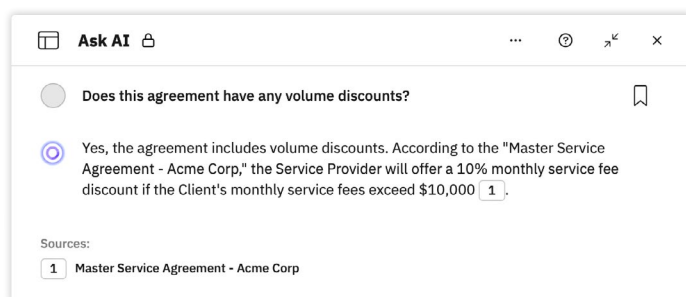 Ask AI
Does this agreement have any volume discounts?
Yes, the agreement includes volume discounts. According to the "Master Service
Agreement - Acme Corp," the Service Provider will offer a 10% monthly service fee
discount if the Client's monthly service fees exceed $10,000 1.
Sources:
1 Master Service Agreement - Acme Corp